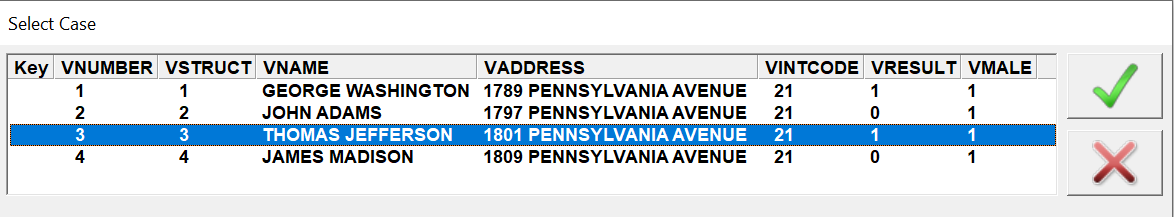 Select Case
Key VNUMBER VSTRUCT VNAME VADDRESS VINTCODE VRESULT VMALE
1 1 GEORGE WASHINGTON 1789 PENNSYLVANIA AVENUE 21 1 1
2 2 JOHN ADAMS 1797 PENNSYLVANIA AVENUE 21 0 1
3 3 THOMAS JEFFERSON 1801 PENNSYLVANIA AVENUE 21 1 1
4 4 JAMES MADISON 1809 PENNSYLVANIA AVENUE 21 0 1